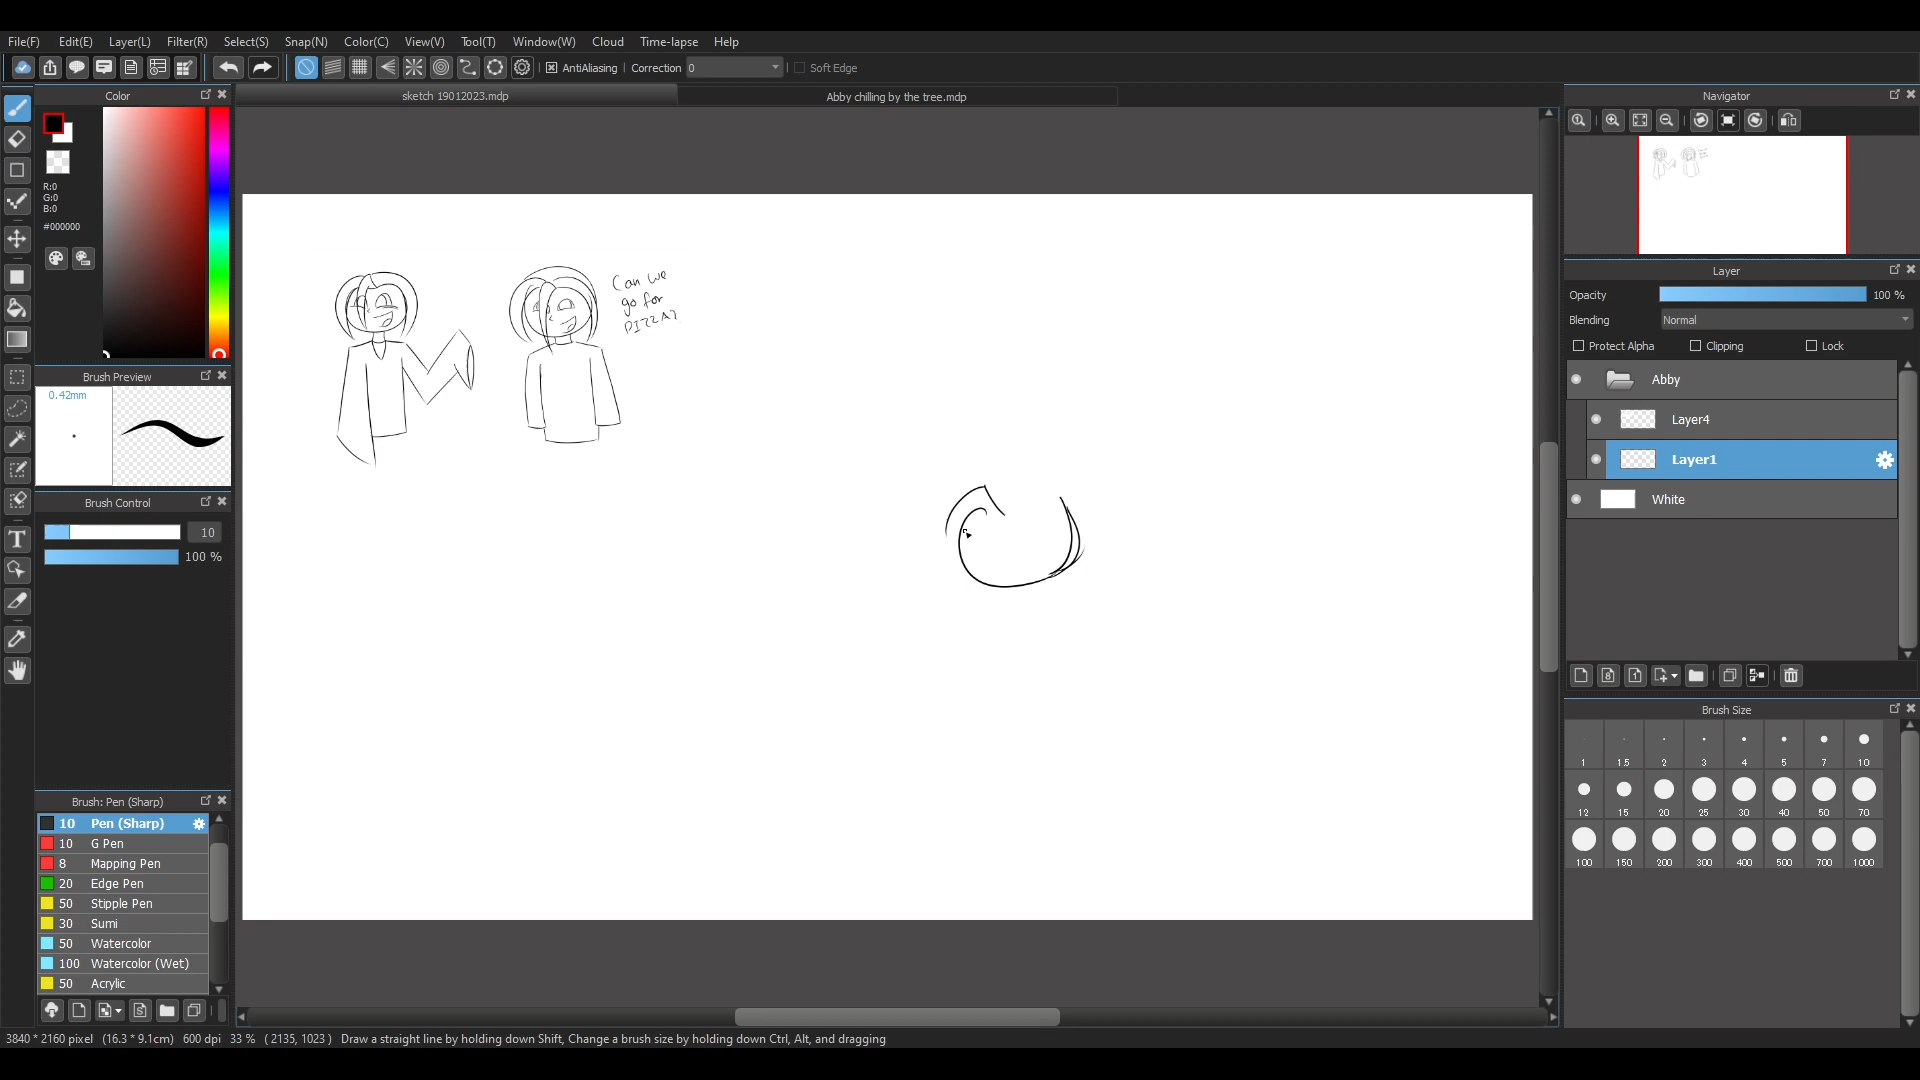 File(F) Edit(E) Layer(L) Filter(R) Select(S) Snap(N) Color(C) View(V) Tool(T) Window(W) Cloud Time-lapse Help
AntiAliasing Correction 0 Soft Edge
Color
sketch 19012023.mdp
Abby chilling by the tree.mdp
R:0
G:0
B:0
#000000
Brush Preview
0.42mm
Brush Control
10
100 %
Brush: Pen (Sharp)
10 Pen (Sharp)
10 G Pen
8 Mapping Pen
20 Edge Pen
50 Stipple Pen
30 Sumi
50 Watercolor
100 Watercolor (Wet)
50 Acrylic
Can we
go for
PIZZA?
Navigator
Layer
Opacity 100 %
Blending Normal
Protect Alpha Clipping Lock
Abby
Layer4
Layer1
White
Brush Size
1 1.5 2 3 4 5 7 10
12 15 20 25 30 40 50 70
100 150 200 300 400 500 700 1000
3840 * 2160 pixel (16.3 * 9.1cm) 600 dpi 33 % ( 2135, 1023 ) Draw a straight line by holding down Shift, Change a brush size by holding down Ctrl, Alt, and dragging